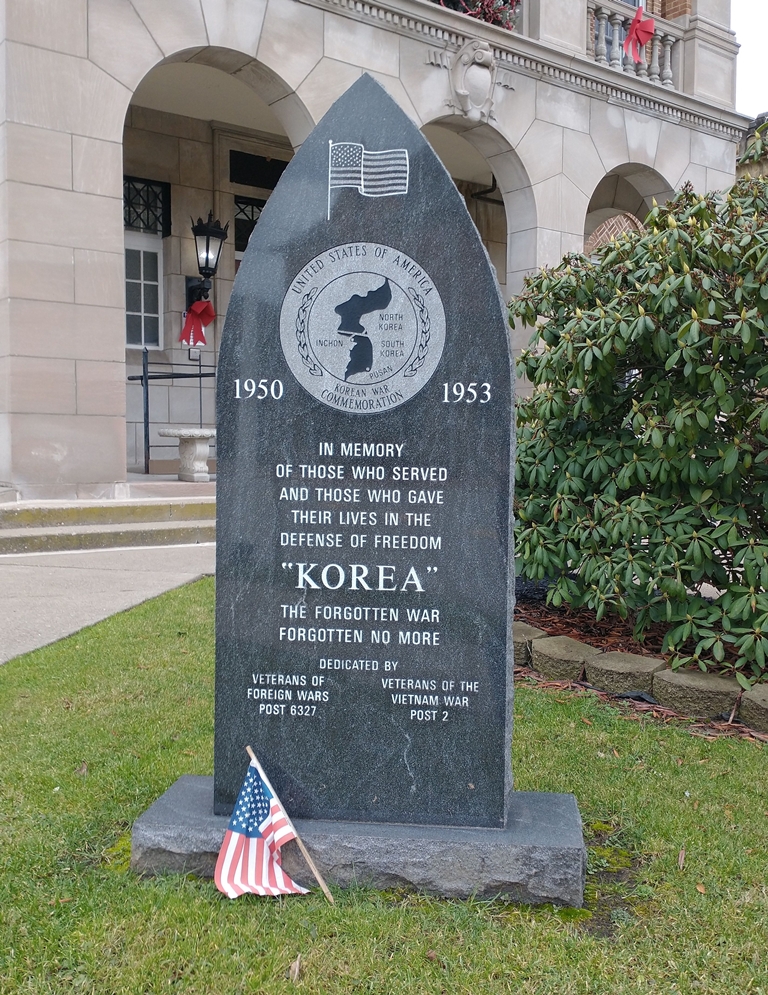 UNITED STATES OF AMERICA
NORTH
KOREA
INCHON
SOUTH
KOREA
PUSAN
KOREAN WAR
COMMEMORATION
1950
1953
IN MEMORY
OF THOSE WHO SERVED
AND THOSE WHO GAVE
THEIR LIVES IN THE
DEFENSE OF FREEDOM
"KOREA"
THE FORGOTTEN WAR
FORGOTTEN NO MORE
DEDICATED BY
VETERANS OF
FOREIGN WARS
POST 6327
VETERANS OF THE
VIETNAM WAR
POST 2